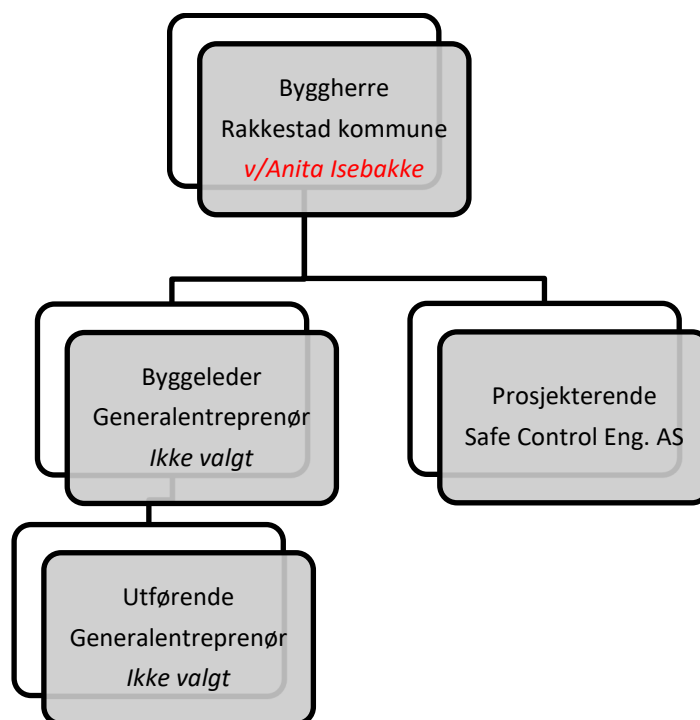 Byggherre
Rakkestad kommune
v/Anita Isebakke
Byggeleder
Generalentreprenør
Ikke valgt
Prosjekterende
Safe Control Eng. AS
Utførende
Generalentreprenør
Ikke valgt